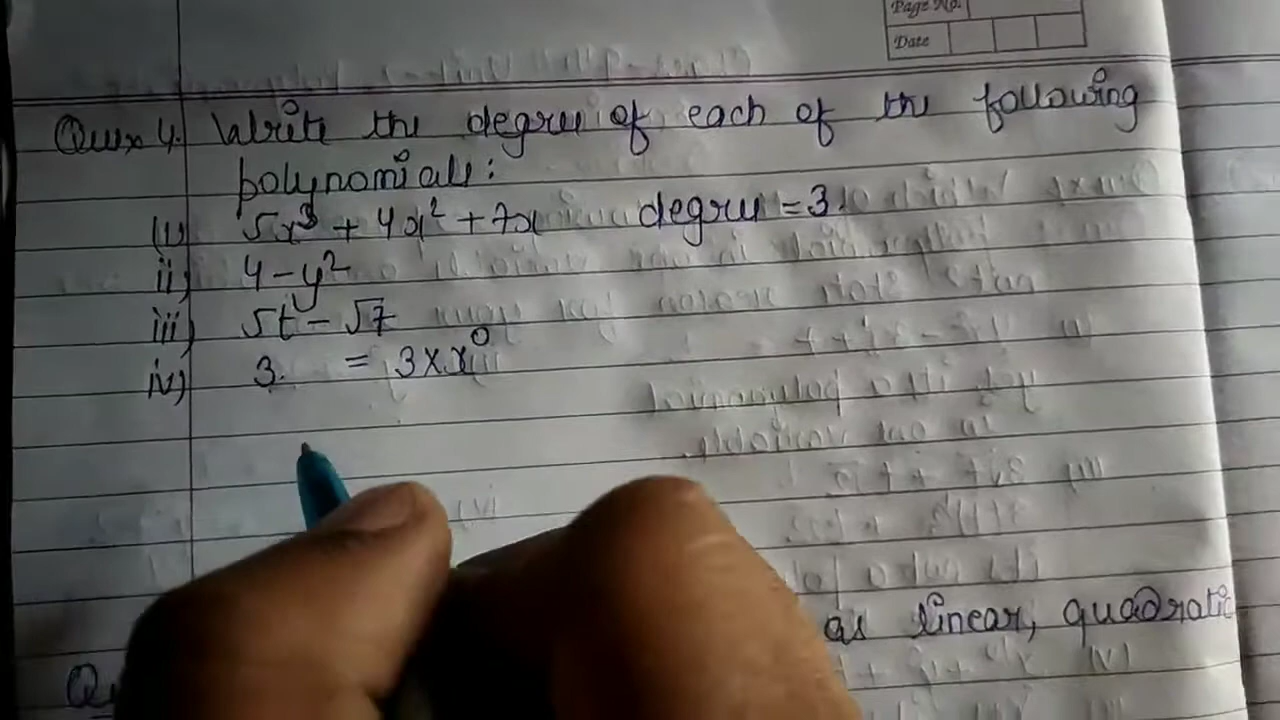 Page No.
Date
Ques 4. Write the degree of each of the following
polynomials:
(i) 5x³ + 4x² + 7x degree = 3.
ii) 4 - y²
iii) 5t - √7
iv) 3. = 3 × x⁰
as linear, quadratic